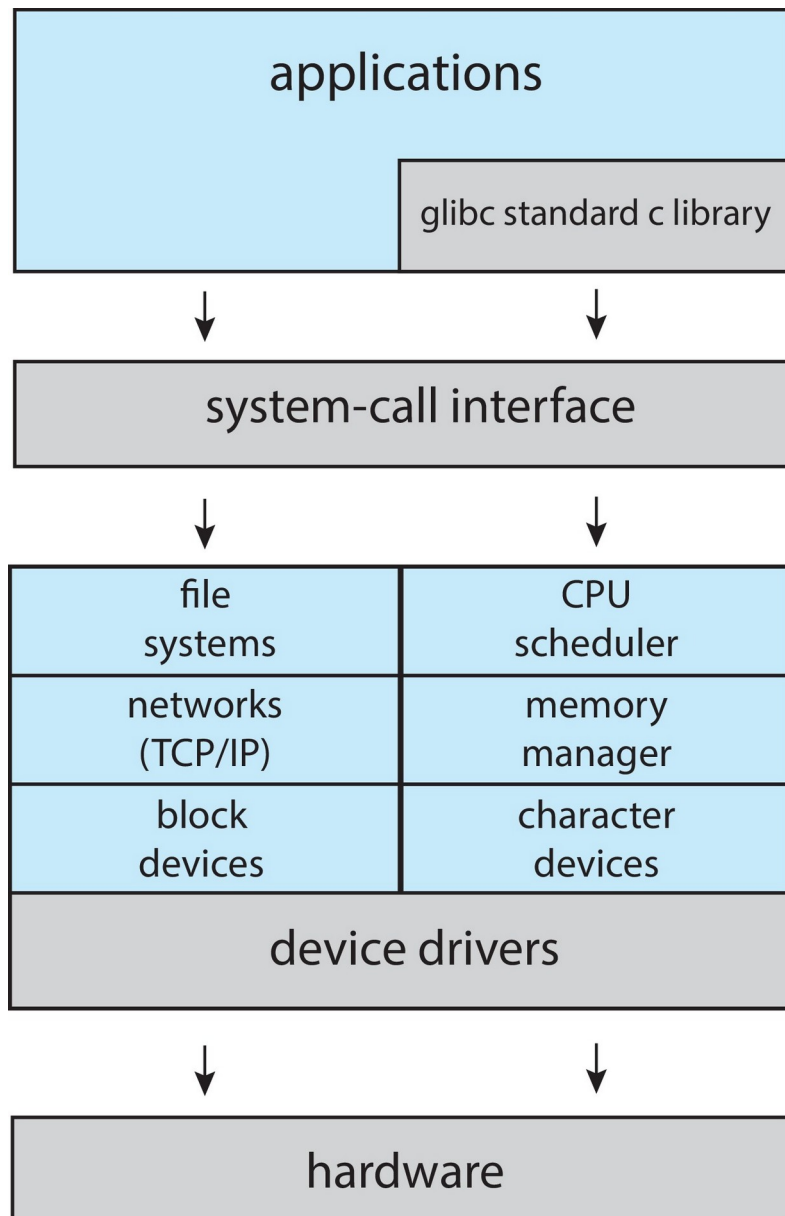 applications
glibc standard c library
system-call interface
file
systems
CPU
scheduler
networks
(TCP/IP)
memory
manager
block
devices
character
devices
device drivers
hardware